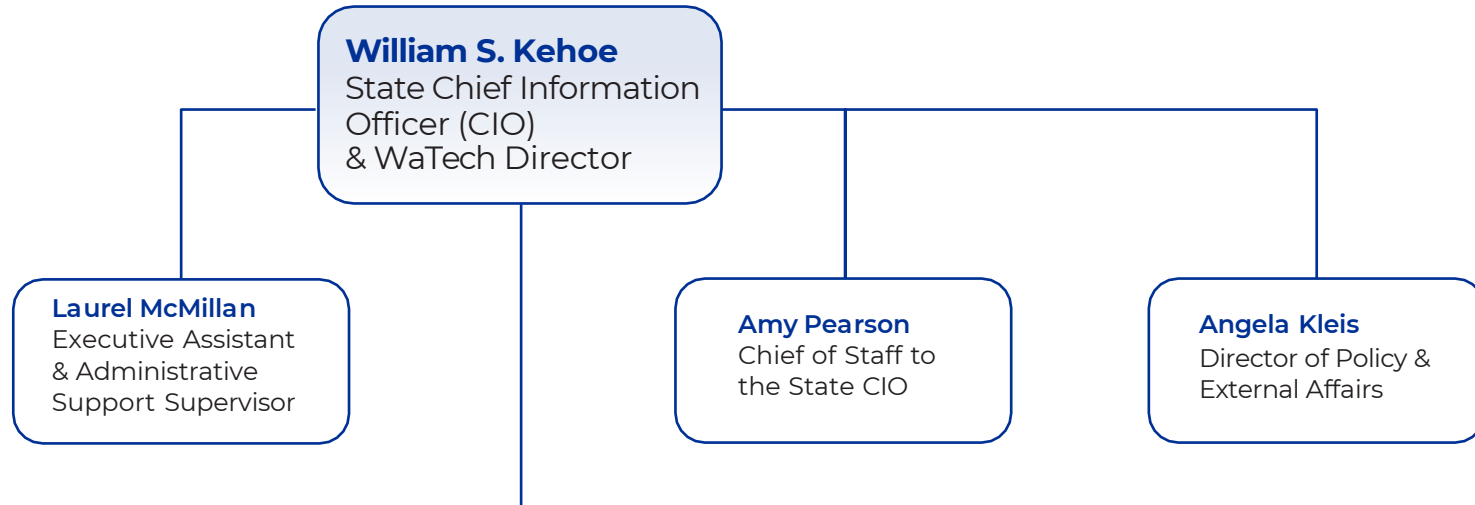 William S. Kehoe
State Chief Information
Officer (CIO)
& WaTech Director
Laurel McMillan
Executive Assistant
& Administrative
Support Supervisor
Amy Pearson
Chief of Staff to
the State CIO
Angela Kleis
Director of Policy &
External Affairs